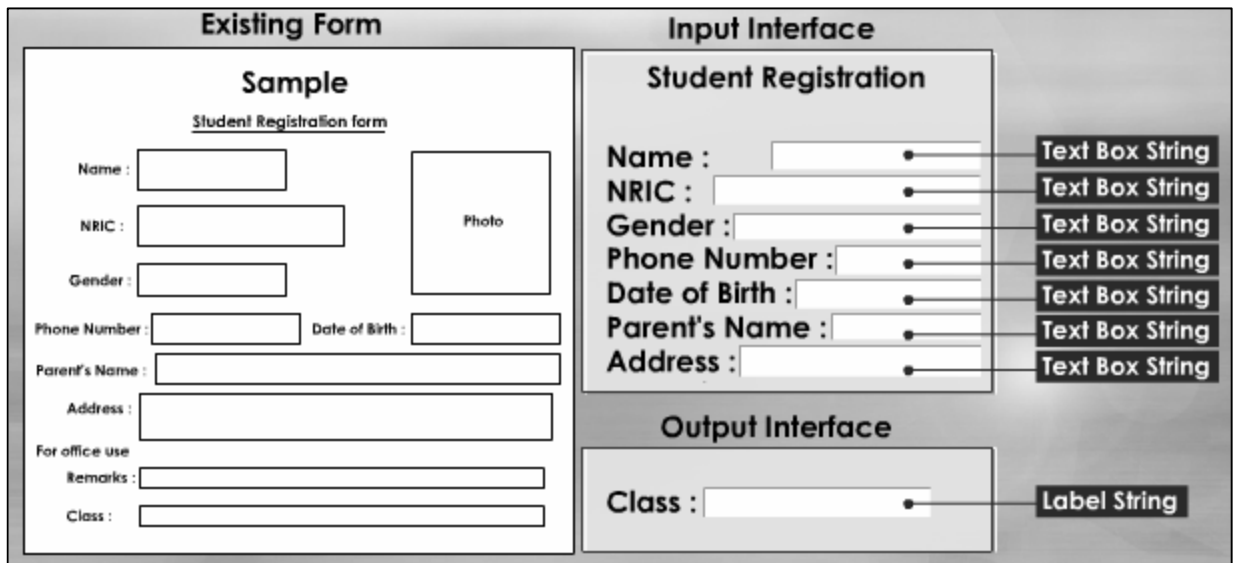 Existing Form
Sample
Student Registration form
Name :
Photo
NRIC :
Gender :
Phone Number :
Date of Birth :
Parent's Name :
Address :
For office use
Remarks :
Class :
Input Interface
Student Registration
Name : Text Box String
NRIC : Text Box String
Gender : Text Box String
Phone Number : Text Box String
Date of Birth : Text Box String
Parent's Name : Text Box String
Address : Text Box String
Output Interface
Class : Label String